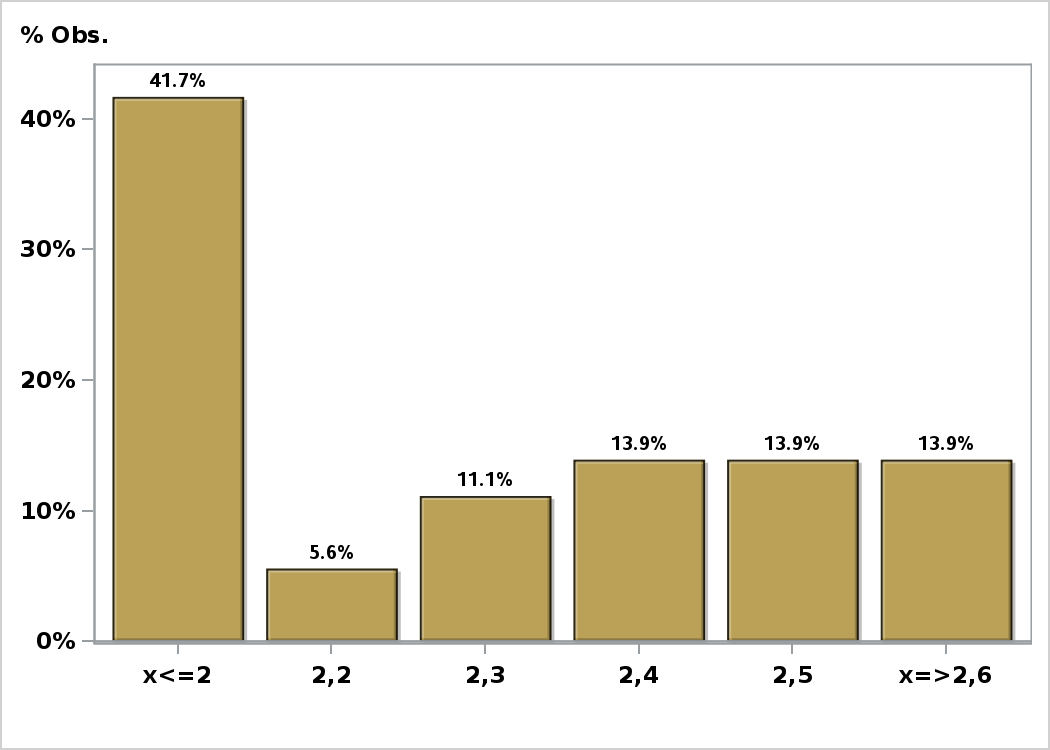 % Obs.
41.7%
40%
30%
20%
13.9% 13.9% 13.9%
11.1%
10%
5.6%
0%
x<=2 2,2 2,3 2,4 2,5 x=>2,6